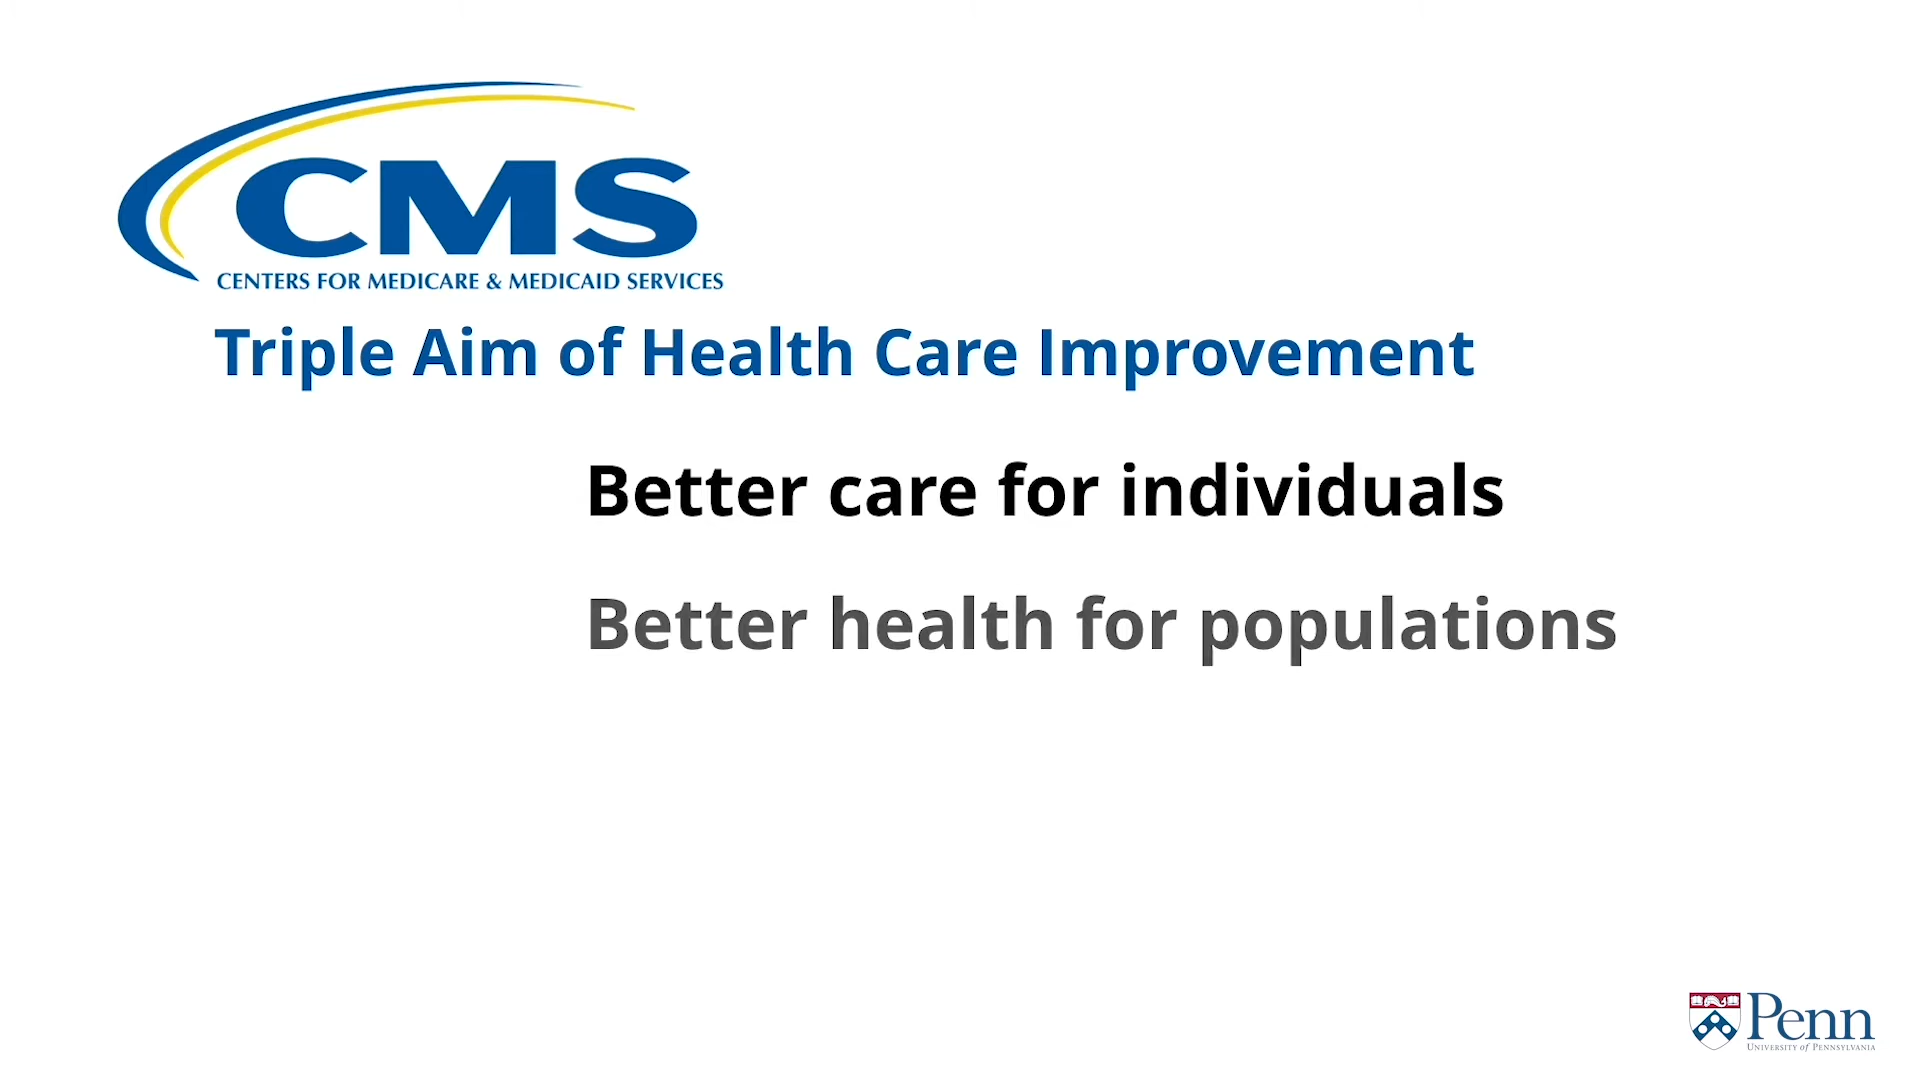 CMS
CENTERS FOR MEDICARE & MEDICAID SERVICES
Triple Aim of Health Care Improvement
Better care for individuals
Better health for populations
Penn
UNIVERSITY of PENNSYLVANIA